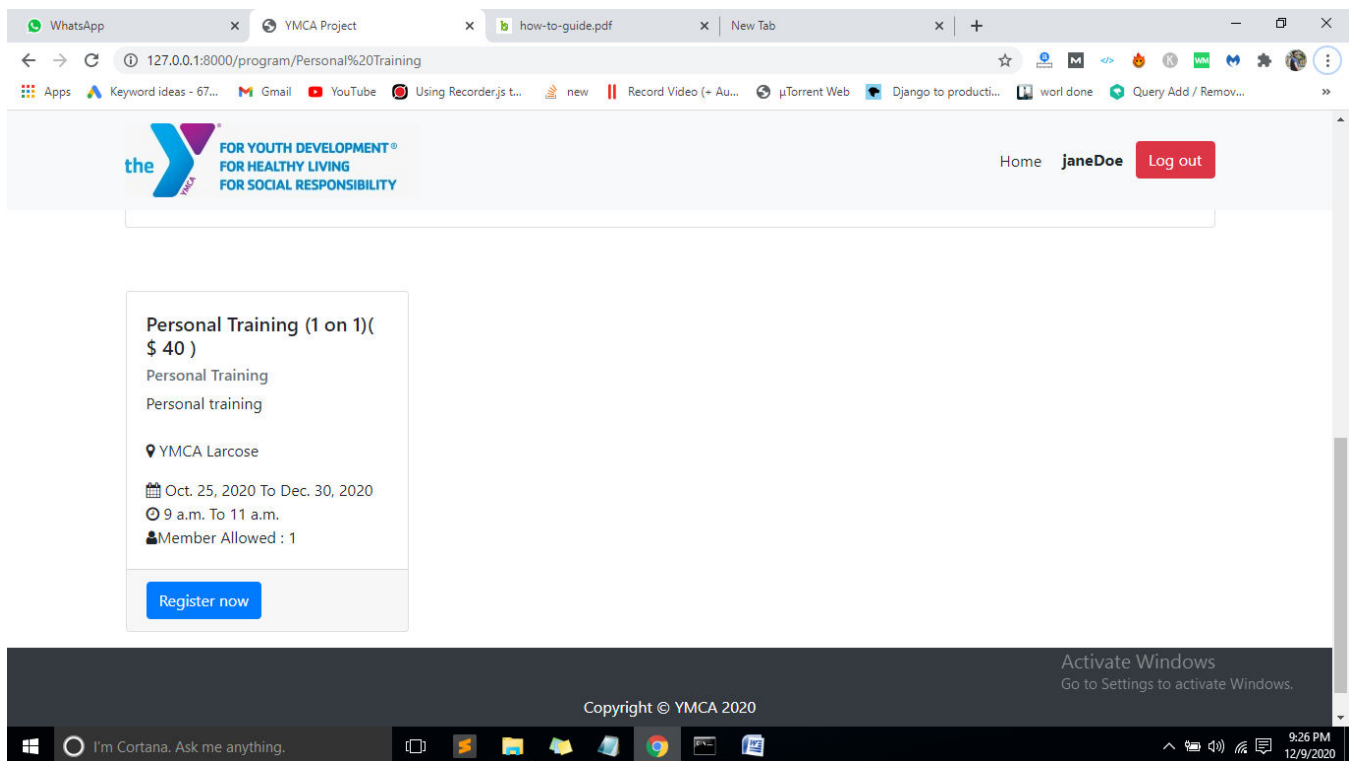 WhatsApp
YMCA Project
how-to-guide.pdf
New Tab
127.0.0.1:8000/program/Personal%20Training
Apps
Keyword ideas - 67...
Gmail
YouTube
Using Recorder.js t...
new
Record Video (+ Au...
µTorrent Web
Django to producti...
worl done
Query Add / Remov...
the
YMCA
FOR YOUTH DEVELOPMENT®
FOR HEALTHY LIVING
FOR SOCIAL RESPONSIBILITY
Home
janeDoe
Log out
Personal Training (1 on 1)(
$ 40 )
Personal Training
Personal training
YMCA Larcose
Oct. 25, 2020 To Dec. 30, 2020
9 a.m. To 11 a.m.
Member Allowed : 1
Register now
Activate Windows
Go to Settings to activate Windows.
Copyright © YMCA 2020
I'm Cortana. Ask me anything.
9:26 PM
12/9/2020